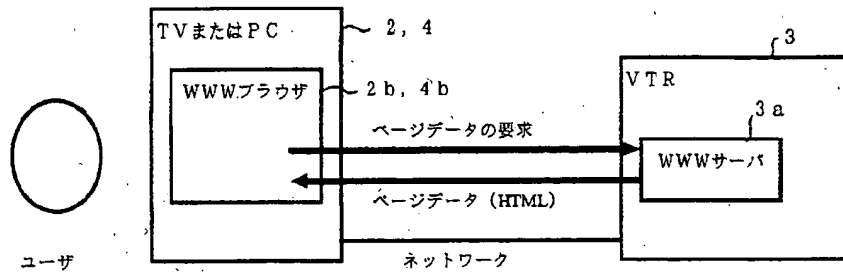 TVまたはPC
2, 4
3
WWWブラウザ
2b, 4b
VTR
3a
ページデータの要求
WWWサーバ
ページデータ (HTML)
ユーザ
ネットワーク